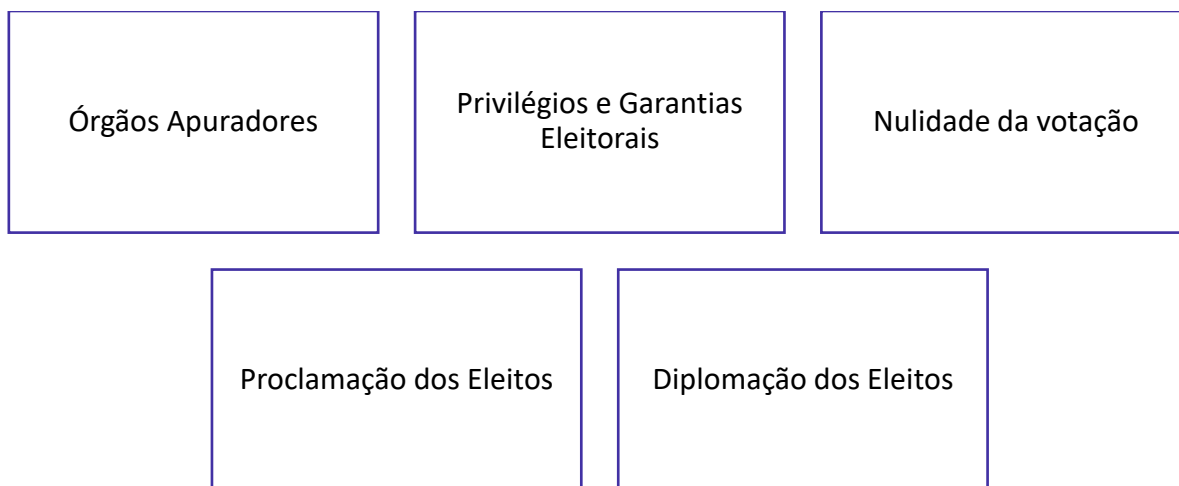 Órgãos Apuradores
Privilégios e Garantias
Eleitorais
Nulidade da votação
Proclamação dos Eleitos
Diplomação dos Eleitos